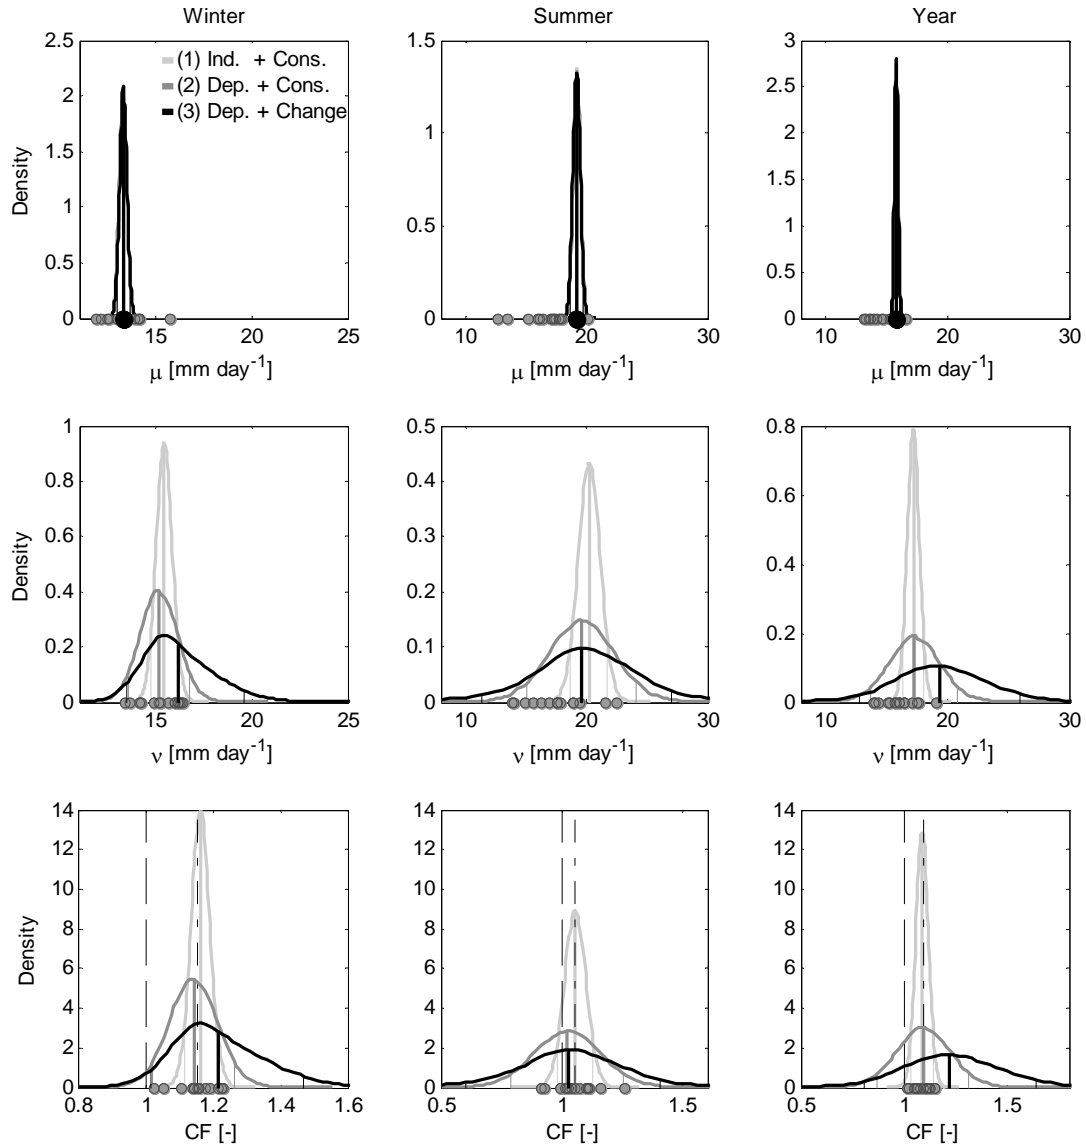 Winter
Summer
Year
2.5
2
1.5
1
0.5
0
(1) Ind. + Cons.
(2) Dep. + Cons.
(3) Dep. + Change
Density
15 20 25
μ [mm day-1]
1.5
1
0.5
0
10 20 30
μ [mm day-1]
3
2.5
2
1.5
1
0.5
0
10 20 30
μ [mm day-1]
1
0.8
0.6
0.4
0.2
0
Density
15 20 25
ν [mm day-1]
0.5
0.4
0.3
0.2
0.1
0
10 20 30
ν [mm day-1]
0.8
0.6
0.4
0.2
0
10 20 30
ν [mm day-1]
14
12
10
8
6
4
2
0
Density
0.8 1 1.2 1.4 1.6
CF [-]
14
12
10
8
6
4
2
0
0.5 1 1.5
CF [-]
14
12
10
8
6
4
2
0
0.5 1 1.5
CF [-]